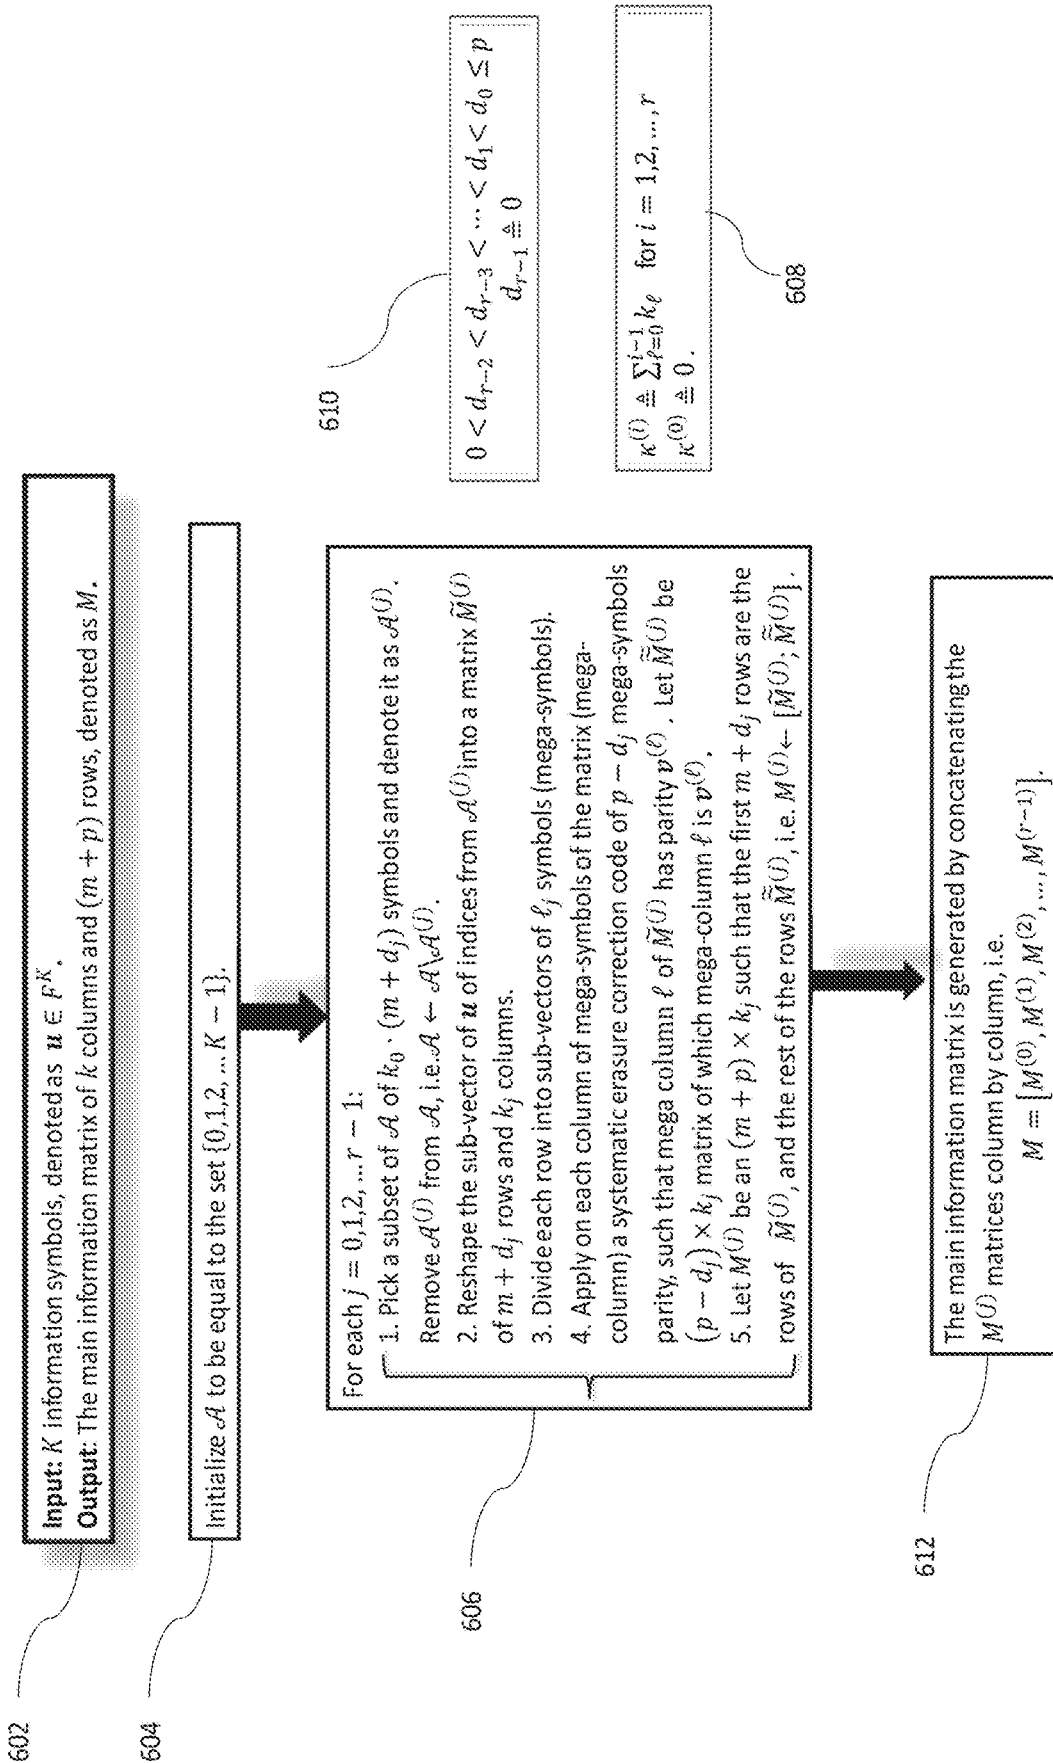 602
Input: K information symbols, denoted as u ∈ F^K.
Output: The main information matrix of k columns and (m + p) rows, denoted as M.
604
Initialize 𝒜 to be equal to the set {0,1,2, ... K − 1}.
606
For each j = 0,1,2, ... r − 1:
1. Pick a subset of 𝒜 of k₀ · (m + d_j) symbols and denote it as 𝒜^(j).
Remove 𝒜^(j) from 𝒜, i.e 𝒜 ← 𝒜\𝒜^(j).
2. Reshape the sub-vector of u of indices from 𝒜^(j) into a matrix M̃^(j)
of m + d_j rows and k_j columns.
3. Divide each row into sub-vectors of ℓ_j symbols (mega-symbols).
4. Apply on each column of mega-symbols of the matrix (mega-
column) a systematic erasure correction code of p − d_j mega-symbols
parity, such that mega column ℓ of M̃^(j) has parity v^(ℓ). Let M̃̃^(j) be
(p − d_j) × k_j matrix of which mega-column ℓ is v^(ℓ).
5. Let M^(j) be an (m + p) × k_j such that the first m + d_j rows are the
rows of M̃^(j), and the rest of the rows M̃̃^(j), i.e. M^(j) ← [M̃^(j); M̃̃^(j)].
610
0 < d_{r−2} < d_{r−3} < ⋯ < d_1 < d_0 ≤ p
d_{r−1} ≜ 0
608
κ^(i) ≜ ∑_{ℓ=0}^{i−1} k_ℓ for i = 1,2, ..., r
κ^(0) ≜ 0.
612
The main information matrix is generated by concatenating the
M^(j) matrices column by column, i.e.
M = [M^(0), M^(1), M^(2), ..., M^(r−1)].